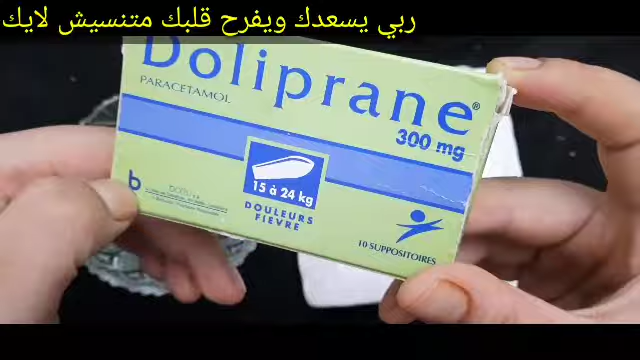 ربي يسعدك ويفرح قلبك متنسيش لايك
Doliprane®
PARACETAMOL
300 mg
15 à 24 kg
DOULEURS
FIEVRE
b
10 SUPPOSITOIRES